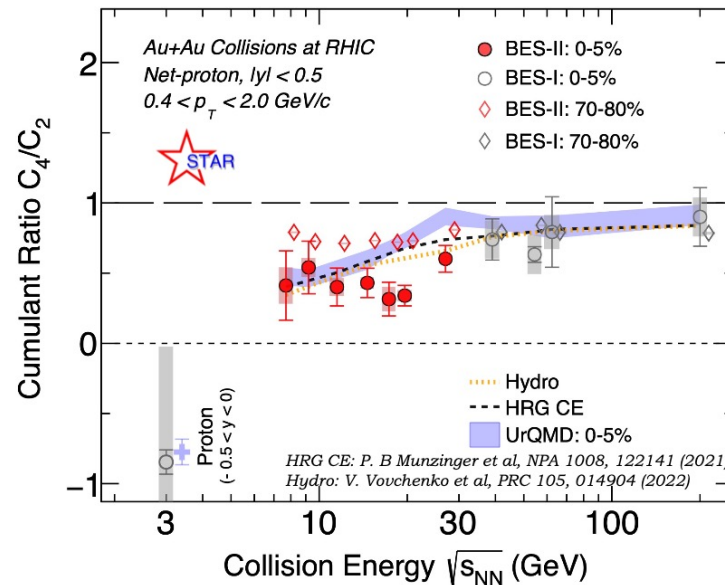 Au+Au Collisions at RHIC
Net-proton, |y| < 0.5
0.4 < p_T < 2.0 GeV/c
STAR
BES-II: 0-5%
BES-I: 0-5%
BES-II: 70-80%
BES-I: 70-80%
Cumulant Ratio C₄/C₂
2
1
0
−1
Proton
(- 0.5 < y < 0)
Hydro
HRG CE
UrQMD: 0-5%
HRG CE: P. B Munzinger et al, NPA 1008, 122141 (2021)
Hydro: V. Vovchenko et al, PRC 105, 014904 (2022)
3
10
30
100
Collision Energy √s_NN (GeV)